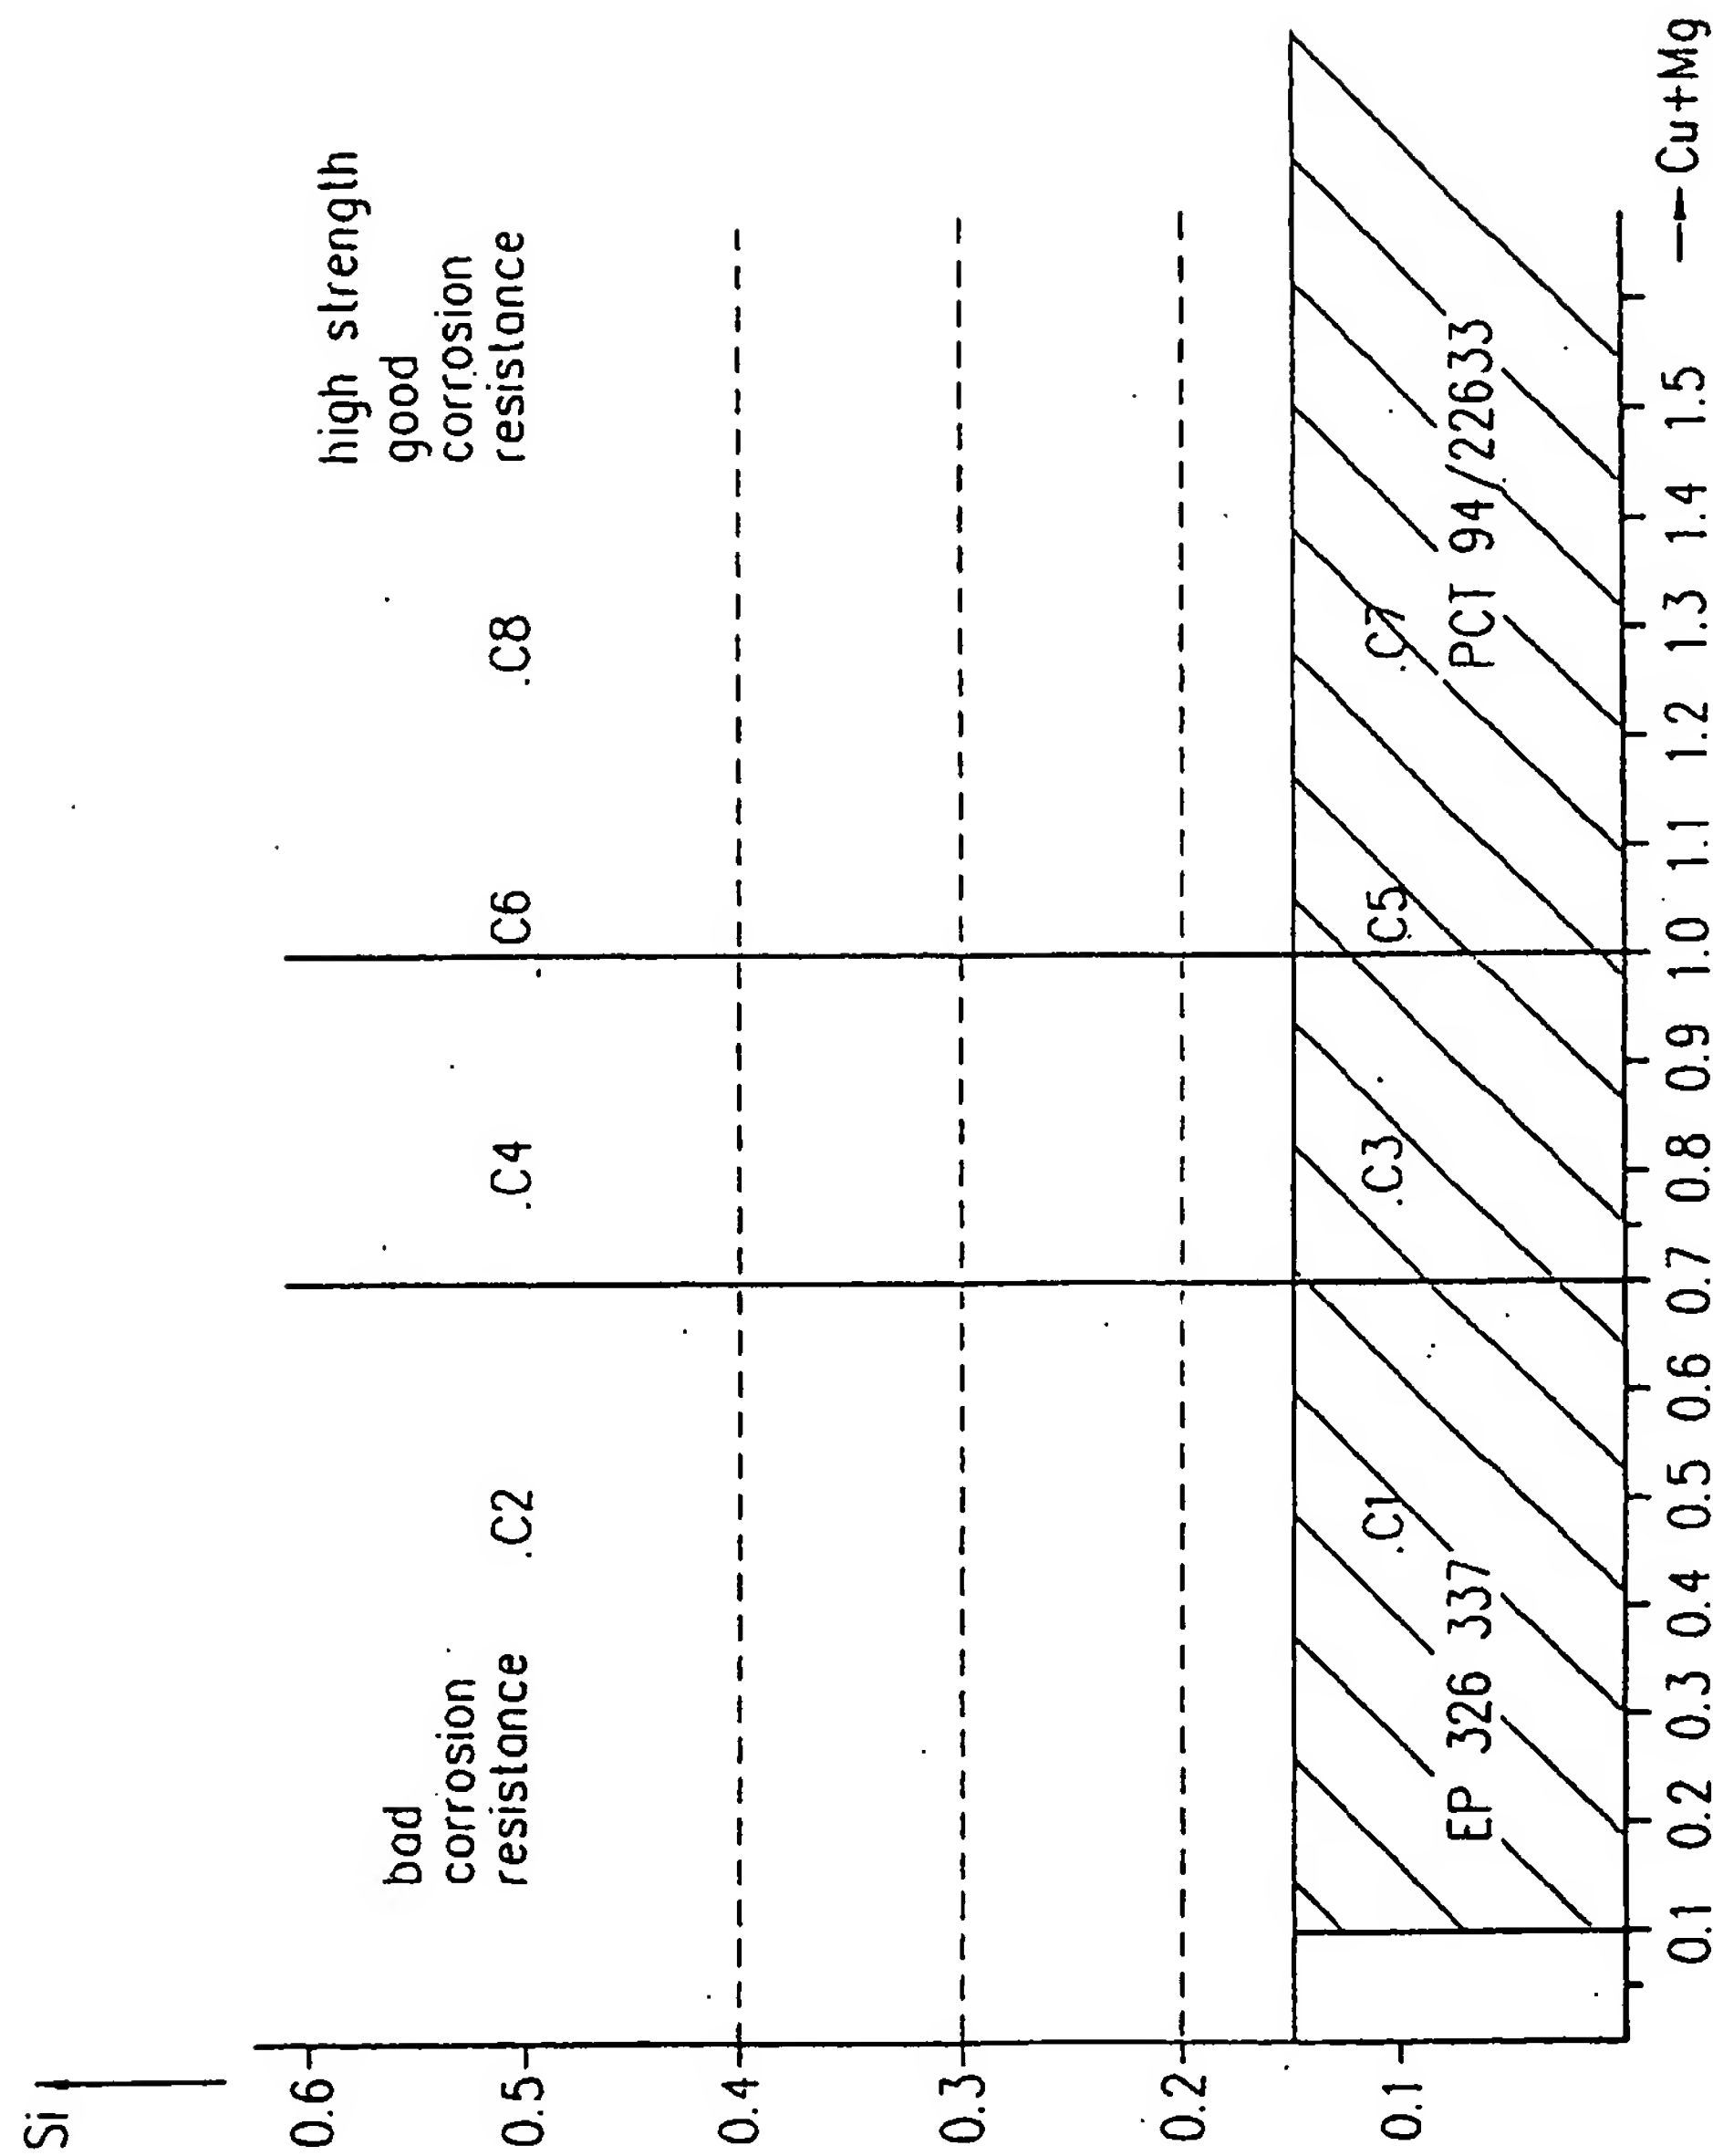 Si
0.6
high strength
bad
good
corrosion
corrosion
resistance
.C2
.C4
C6
.C8
resistance
0.5
0.4
0.3
0.2
.C1
.C3
C5
.C7
0.1
EP 326 337
PCT 94/22633
0.1 0.2 0.3 0.4 0.5 0.6 0.7 0.8 0.9 1.0 1.1 1.2 1.3 1.4 1.5
Cu+Mg